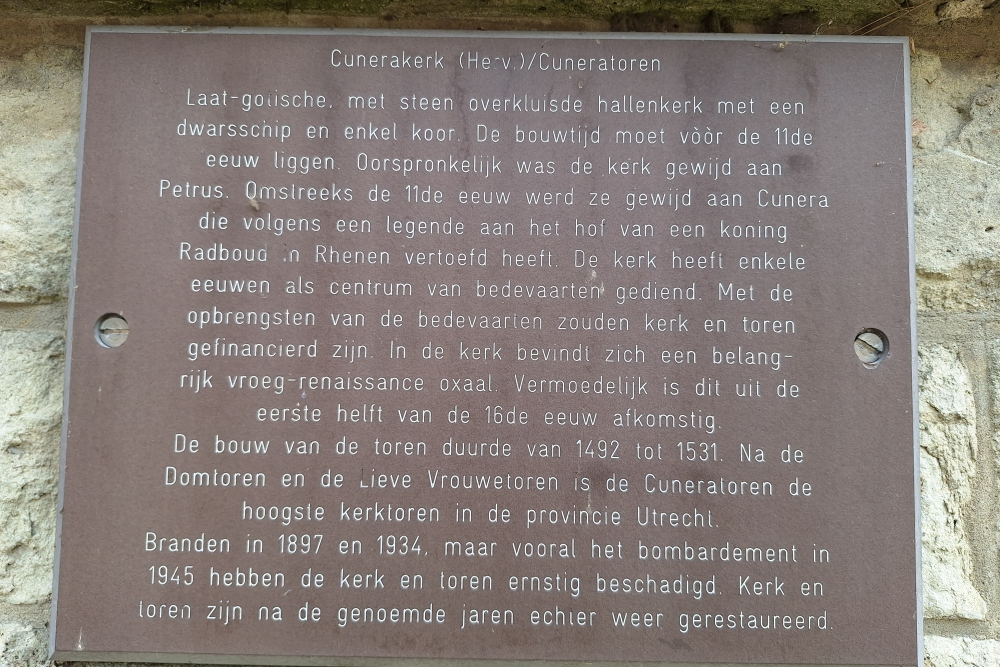 Cunerakerk (Herv.)/Cuneratoren
Laat-gotische, met steen overkluisde hallenkerk met een
dwarsschip en enkel koor. De bouwtijd moet vòòr de 11de
eeuw liggen. Oorspronkelijk was de kerk gewijd aan
Petrus. Omstreeks de 11de eeuw werd ze gewijd aan Cunera
die volgens een legende aan het hof van een koning
Radboud in Rhenen vertoefd heeft. De kerk heeft enkele
eeuwen als centrum van bedevaarten gediend. Met de
opbrengsten van de bedevaarten zouden kerk en toren
gefinancierd zijn. In de kerk bevindt zich een belang-
rijk vroeg-renaissance oxaal. Vermoedelijk is dit uit de
eerste helft van de 16de eeuw afkomstig.
De bouw van de toren duurde van 1492 tot 1531. Na de
Domtoren en de Lieve Vrouwetoren is de Cuneratoren de
hoogste kerktoren in de provincie Utrecht.
Branden in 1897 en 1934, maar vooral het bombardement in
1945 hebben de kerk en toren ernstig beschadigd. Kerk en
toren zijn na de genoemde jaren echter weer gerestaureerd.